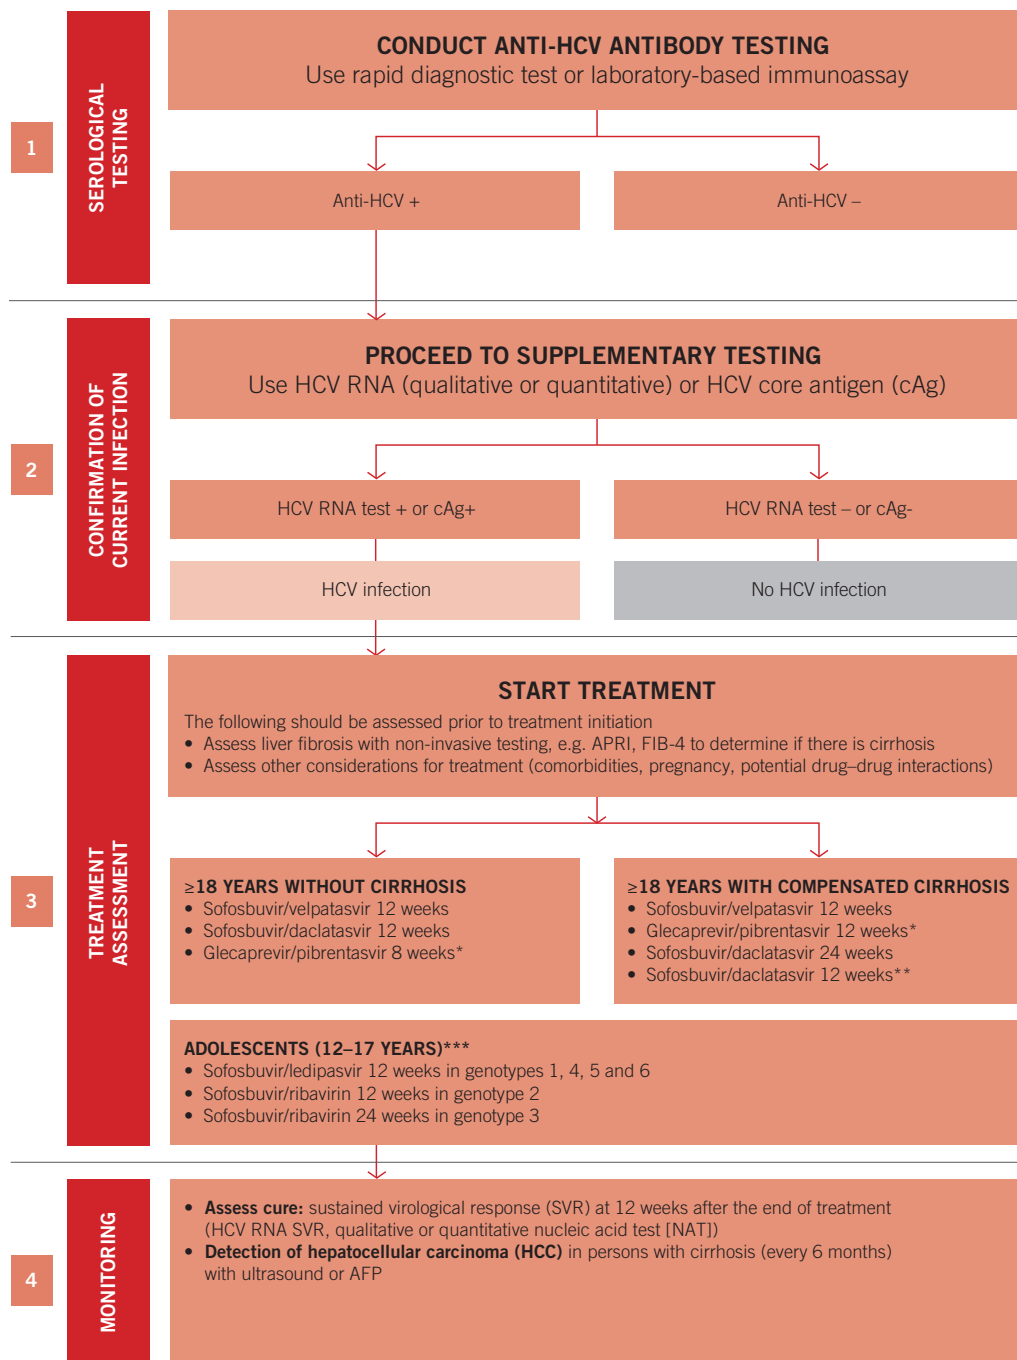 1
SEROLOGICAL
TESTING
CONDUCT ANTI-HCV ANTIBODY TESTING
Use rapid diagnostic test or laboratory-based immunoassay
Anti-HCV +
Anti-HCV –
2
CONFIRMATION OF
CURRENT INFECTION
PROCEED TO SUPPLEMENTARY TESTING
Use HCV RNA (qualitative or quantitative) or HCV core antigen (cAg)
HCV RNA test + or cAg+
HCV RNA test – or cAg-
HCV infection
No HCV infection
3
TREATMENT
ASSESSMENT
START TREATMENT
The following should be assessed prior to treatment initiation
• Assess liver fibrosis with non-invasive testing, e.g. APRI, FIB-4 to determine if there is cirrhosis
• Assess other considerations for treatment (comorbidities, pregnancy, potential drug–drug interactions)
≥18 YEARS WITHOUT CIRRHOSIS
• Sofosbuvir/velpatasvir 12 weeks
• Sofosbuvir/daclatasvir 12 weeks
• Glecaprevir/pibrentasvir 8 weeks*
≥18 YEARS WITH COMPENSATED CIRRHOSIS
• Sofosbuvir/velpatasvir 12 weeks
• Glecaprevir/pibrentasvir 12 weeks*
• Sofosbuvir/daclatasvir 24 weeks
• Sofosbuvir/daclatasvir 12 weeks**
ADOLESCENTS (12–17 YEARS)***
• Sofosbuvir/ledipasvir 12 weeks in genotypes 1, 4, 5 and 6
• Sofosbuvir/ribavirin 12 weeks in genotype 2
• Sofosbuvir/ribavirin 24 weeks in genotype 3
4
MONITORING
• Assess cure: sustained virological response (SVR) at 12 weeks after the end of treatment
(HCV RNA SVR, qualitative or quantitative nucleic acid test [NAT])
• Detection of hepatocellular carcinoma (HCC) in persons with cirrhosis (every 6 months)
with ultrasound or AFP